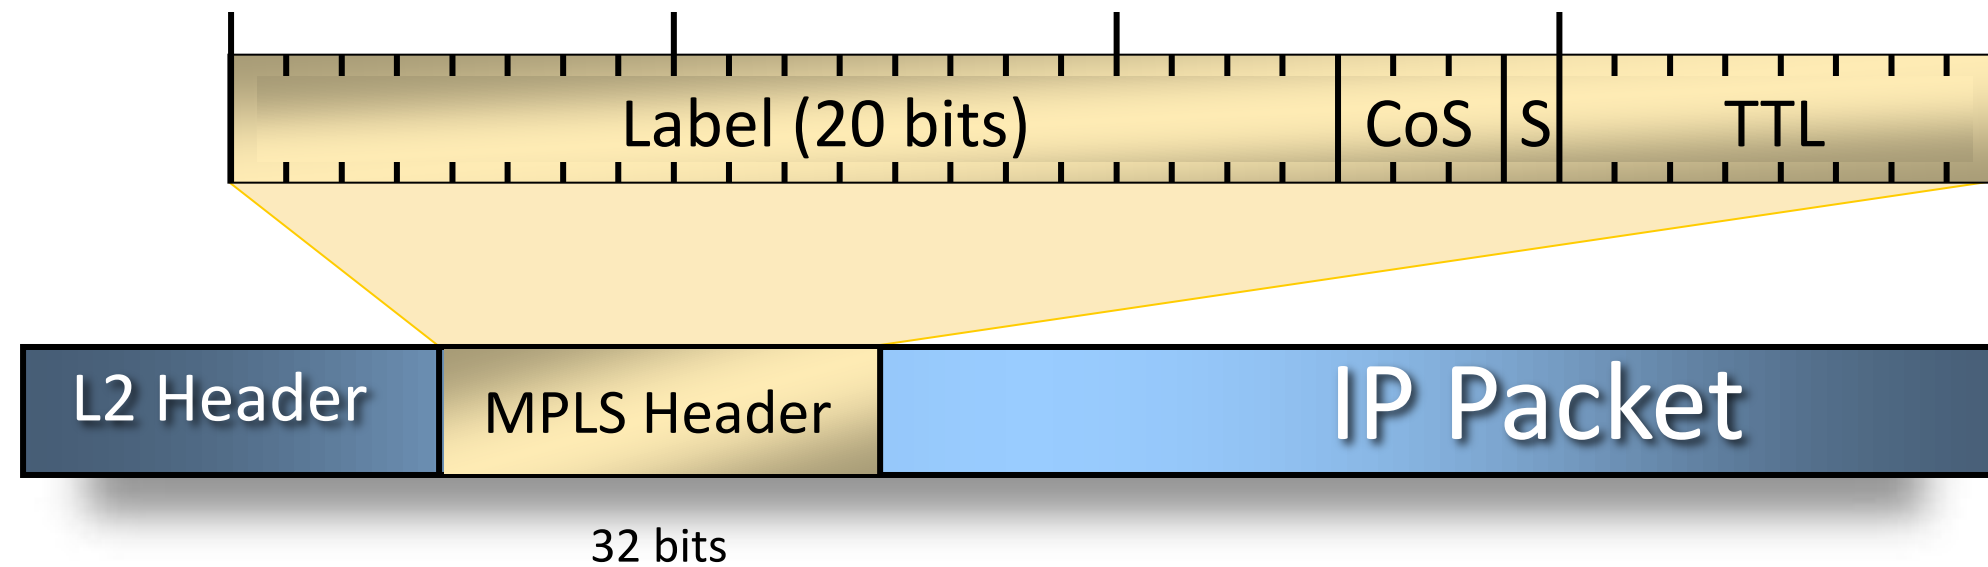 Label (20 bits) CoS S TTL
L2 Header MPLS Header IP Packet
32 bits